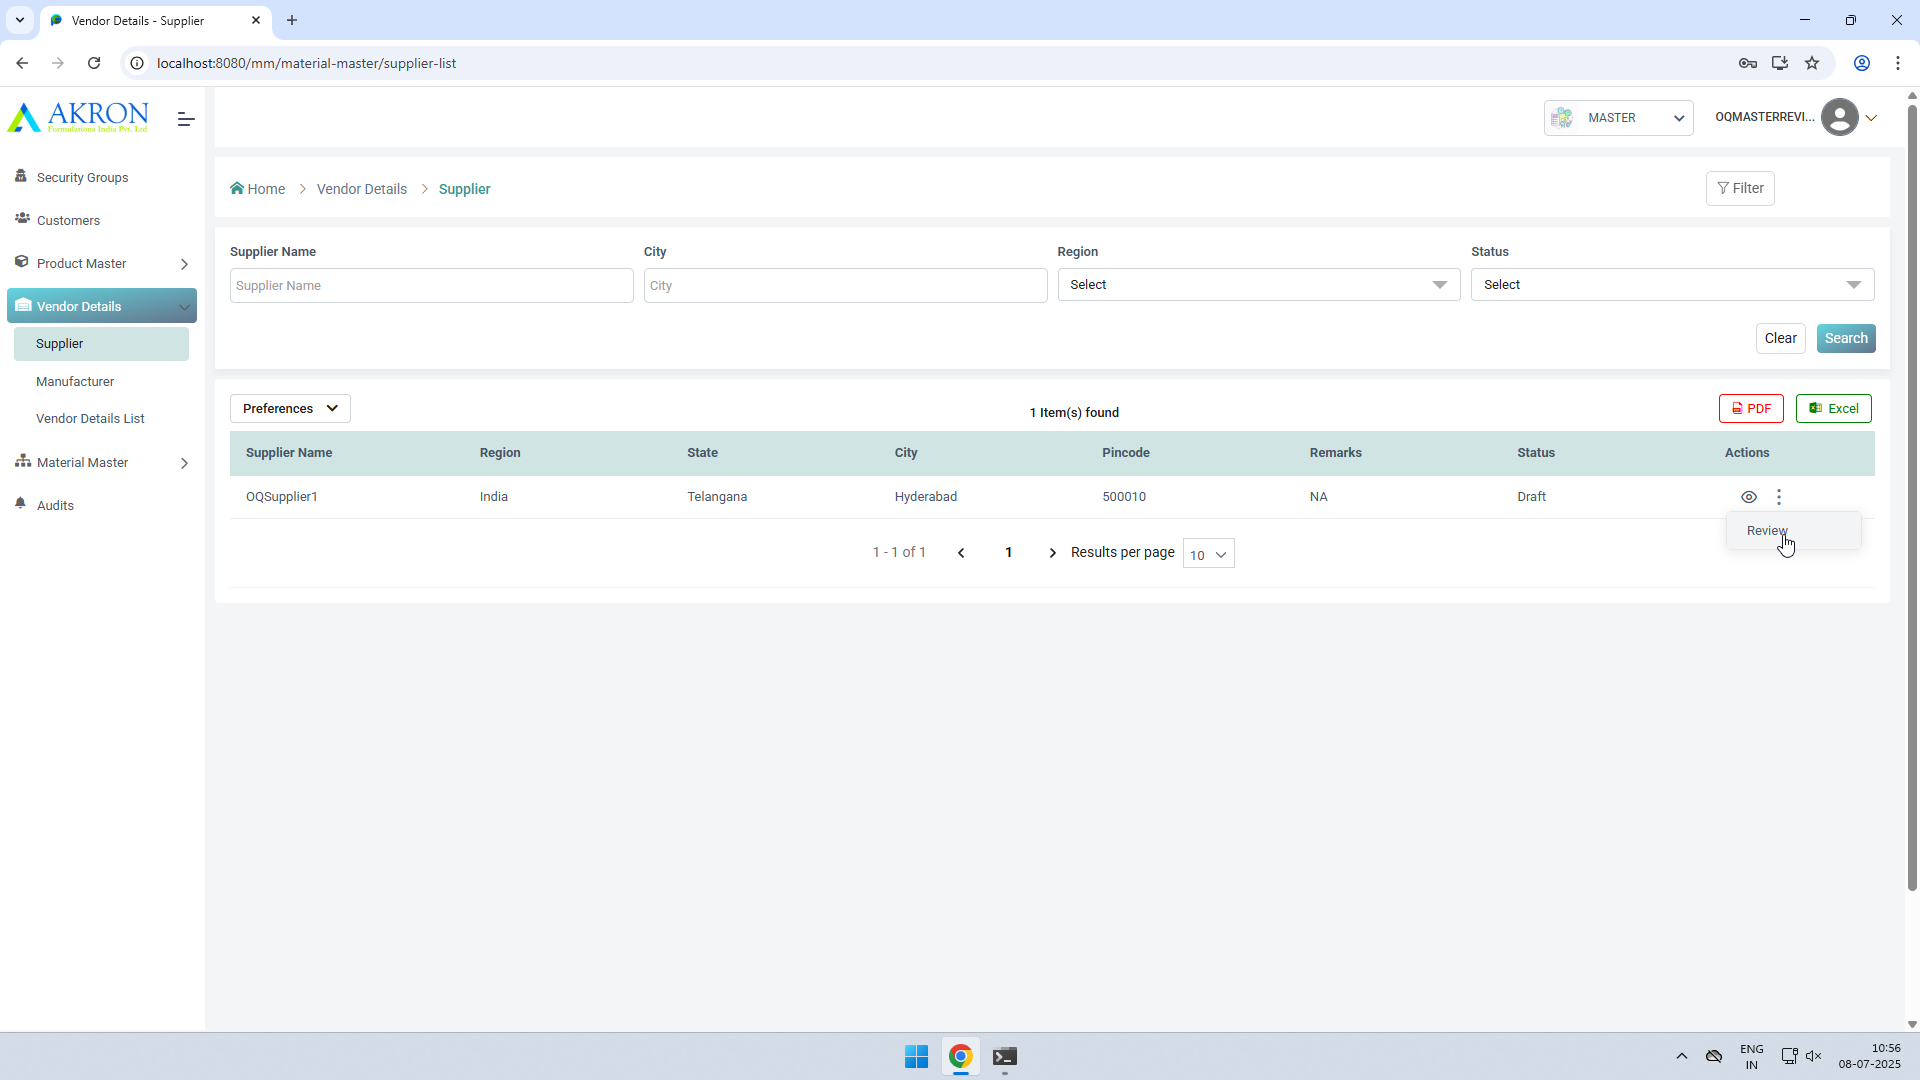 Vendor Details - Supplier
localhost:8080/mm/material-master/supplier-list
AKRON
Formulations India Pvt. Ltd
MASTER
OQMASTERREVI...
Security Groups
Customers
Product Master
Vendor Details
Supplier
Manufacturer
Vendor Details List
Material Master
Audits
Home > Vendor Details > Supplier
Filter
Supplier Name City Region Status
Supplier Name City Select Select
Clear Search
Preferences
1 Item(s) found
PDF Excel
Supplier Name Region State City Pincode Remarks Status Actions
OQSupplier1 India Telangana Hyderabad 500010 NA Draft
Review
1 - 1 of 1 1 Results per page 10
ENG
IN
10:56
08-07-2025